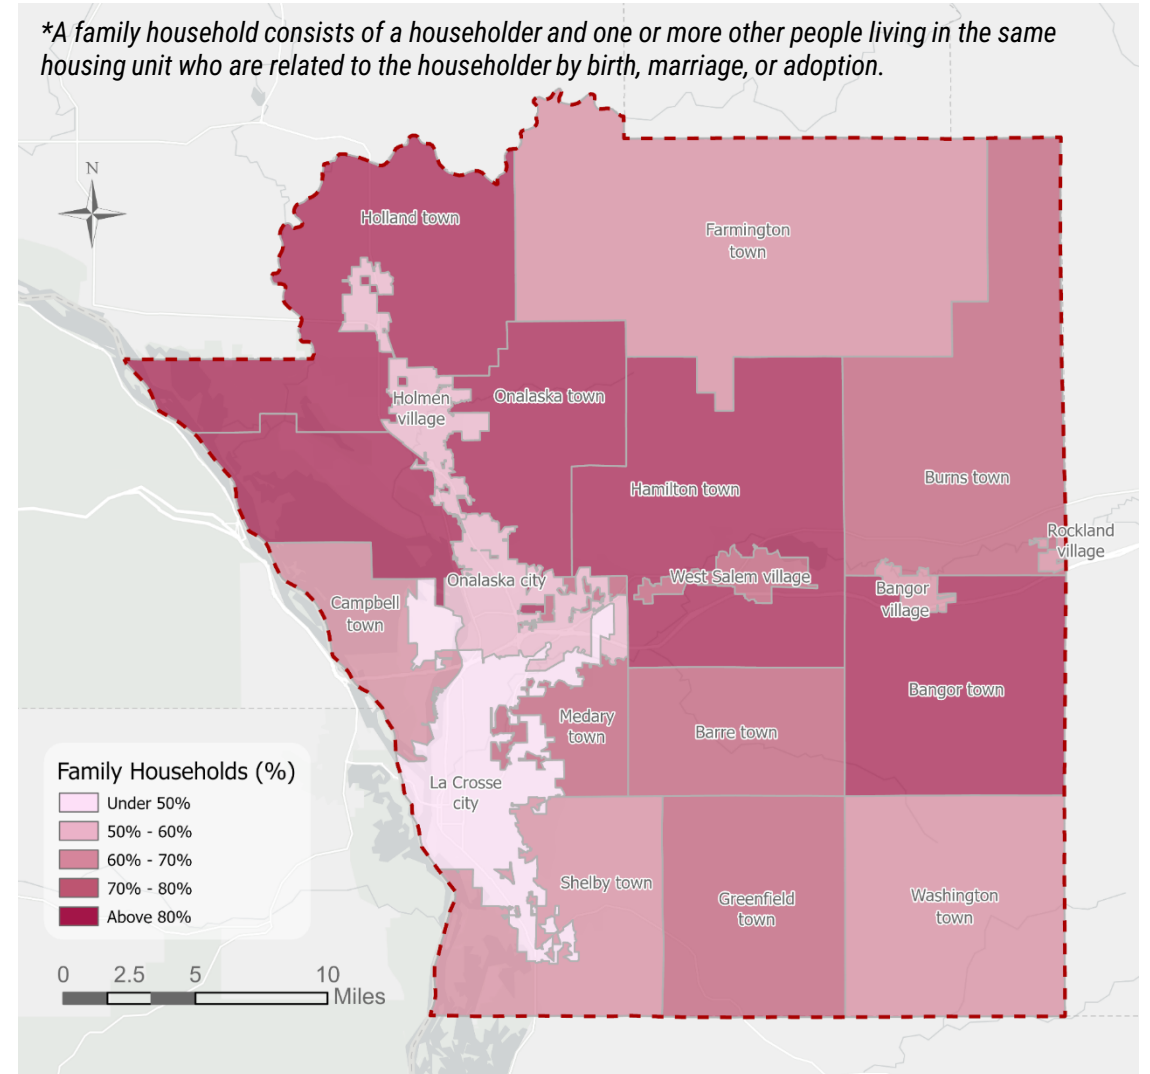 *A family household consists of a householder and one or more other people living in the same
housing unit who are related to the householder by birth, marriage, or adoption.
N
Holland town
Farmington
town
Holmen
village
Onalaska town
Hamilton town
Burns town
Rockland
village
Onalaska city
West Salem village
Bangor
village
Campbell
town
Bangor town
Medary
town
Barre town
La Crosse
city
Shelby town
Greenfield
town
Washington
town
Family Households (%)
Under 50%
50% - 60%
60% - 70%
70% - 80%
Above 80%
0 2.5 5 10
Miles